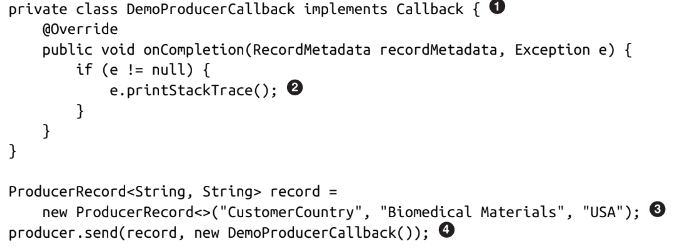 private class DemoProducerCallback implements Callback { ❶
    @Override
    public void onCompletion(RecordMetadata recordMetadata, Exception e) {
        if (e != null) {
            e.printStackTrace(); ❷
        }
    }
}

ProducerRecord<String, String> record =
    new ProducerRecord<>("CustomerCountry", "Biomedical Materials", "USA"); ❸
producer.send(record, new DemoProducerCallback()); ❹